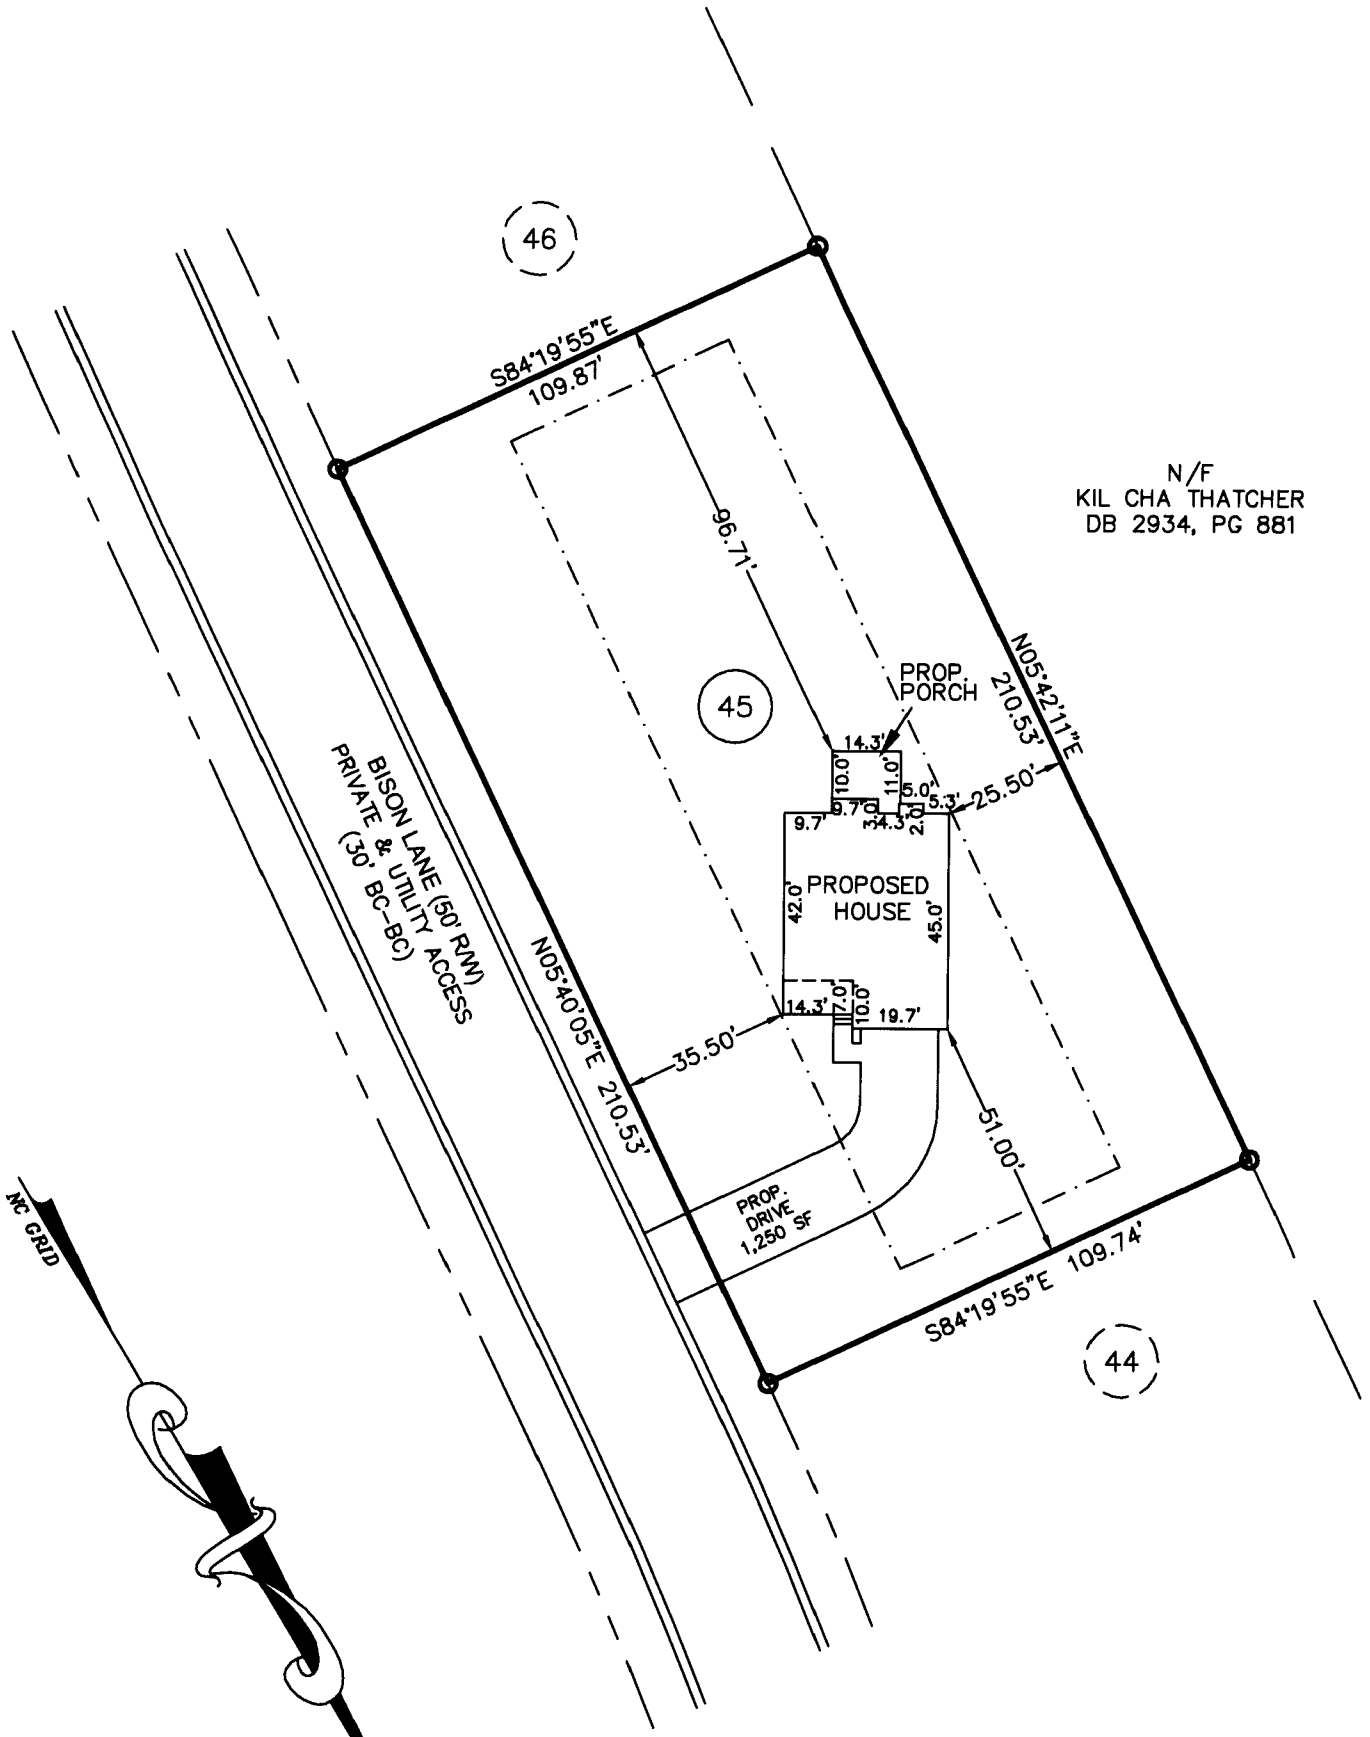 46
S84°19'55"E
109.87'
N/F
KIL CHA THATCHER
DB 2934, PG 881
96.71'
N05°42'11"E
210.53'
PROP.
PORCH
45
14.3'
10.0'
11.0'
5.0'
9.7'
3.0'
4.3'
2.0'
5.3'
25.50'
9.7'
BISON LANE (50' R/W)
PRIVATE & UTILITY ACCESS
(30' BC-BC)
PROPOSED
HOUSE
42.0'
45.0'
14.3'
7.0'
10.0'
19.7'
N05°40'05"E 210.53'
35.50'
51.00'
PROP.
DRIVE
1,250 SF
NC GRID
S84°19'55"E 109.74'
44